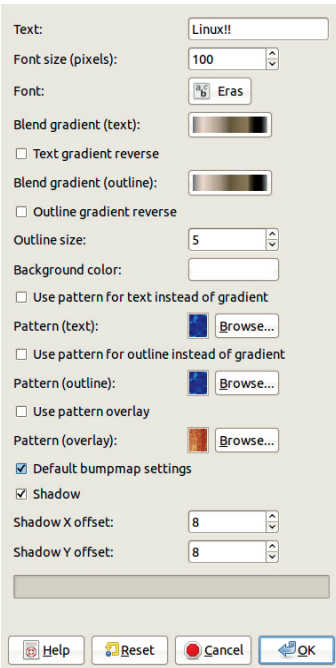 Text: Linux!!
Font size (pixels): 100
Font: Eras
Blend gradient (text):
Text gradient reverse
Blend gradient (outline):
Outline gradient reverse
Outline size: 5
Background color:
Use pattern for text instead of gradient
Pattern (text): Browse...
Use pattern for outline instead of gradient
Pattern (outline): Browse...
Use pattern overlay
Pattern (overlay): Browse...
Default bumpmap settings
Shadow
Shadow X offset: 8
Shadow Y offset: 8
Help Reset Cancel OK